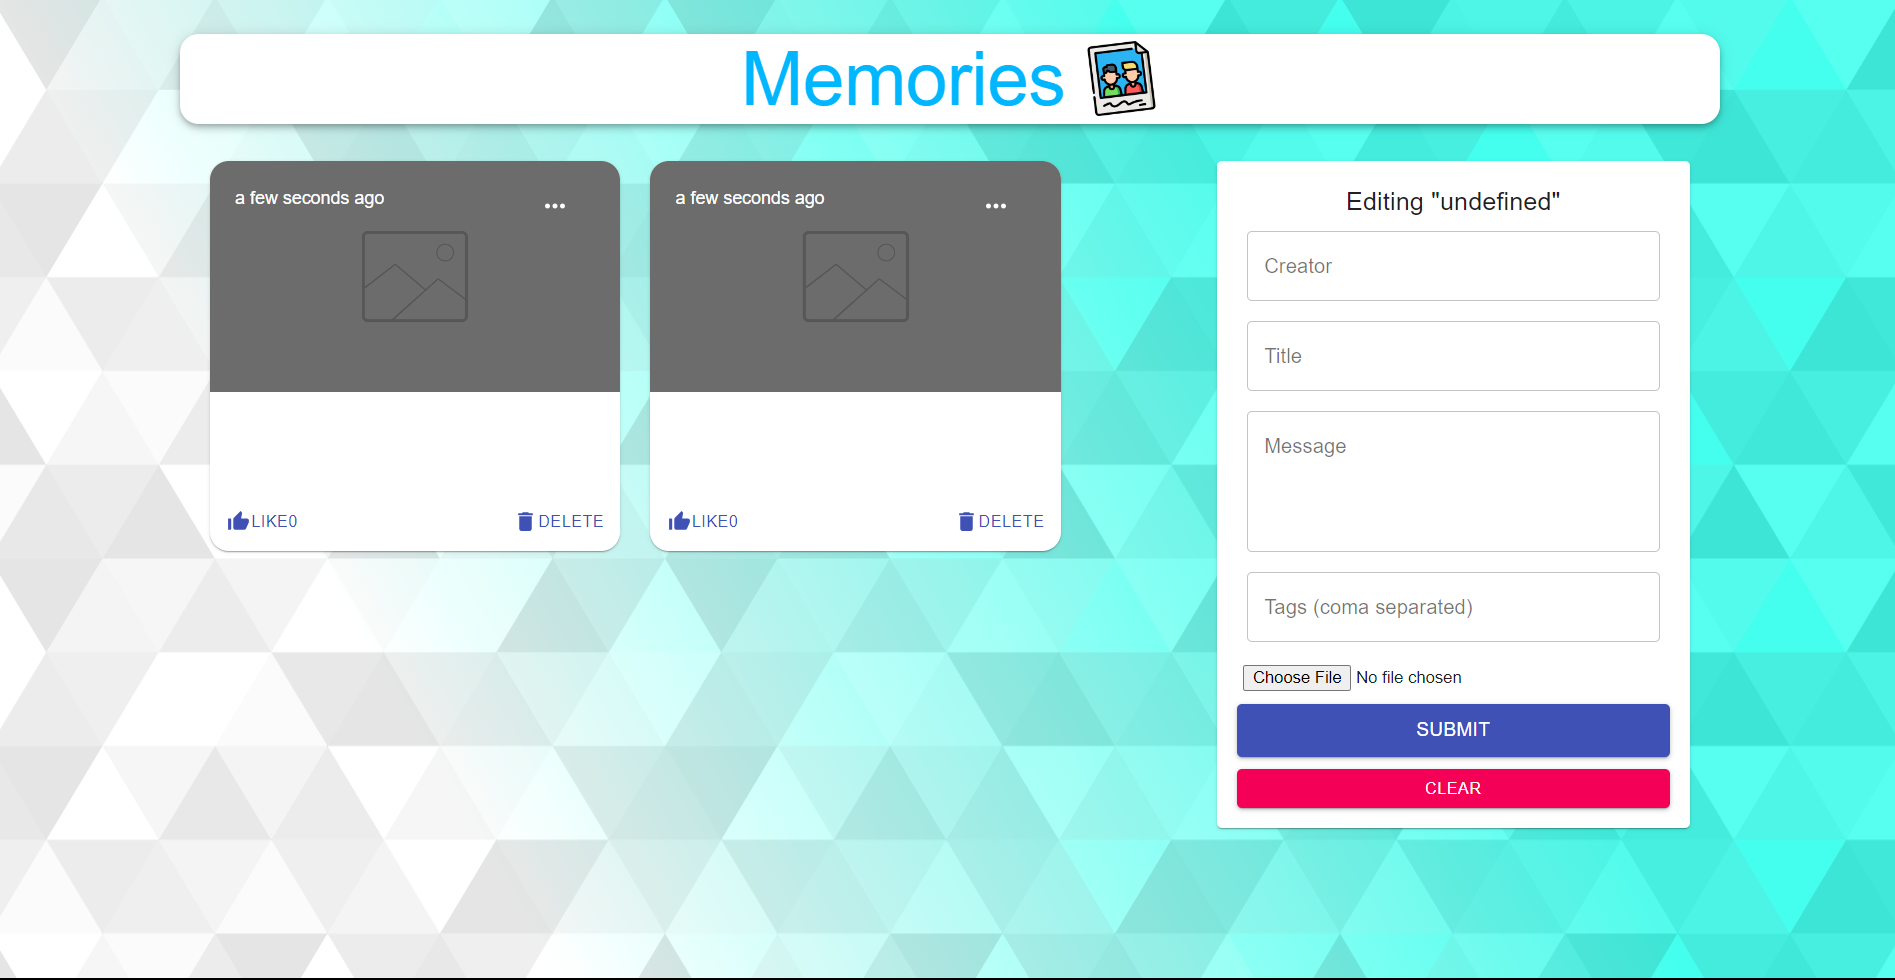 Memories
a few seconds ago
LIKE0
DELETE
a few seconds ago
LIKE0
DELETE
Editing "undefined"
Creator
Title
Message
Tags (coma separated)
Choose File No file chosen
SUBMIT
CLEAR